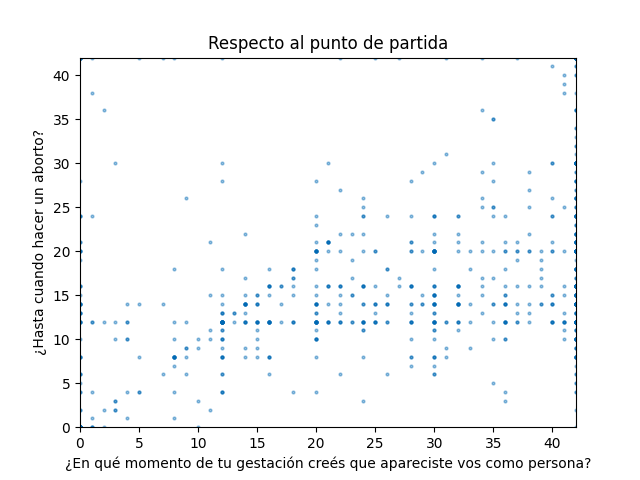 Respecto al punto de partida
¿Hasta cuando hacer un aborto?
40
35
30
25
20
15
10
5
0
0 5 10 15 20 25 30 35 40
¿En qué momento de tu gestación creés que apareciste vos como persona?